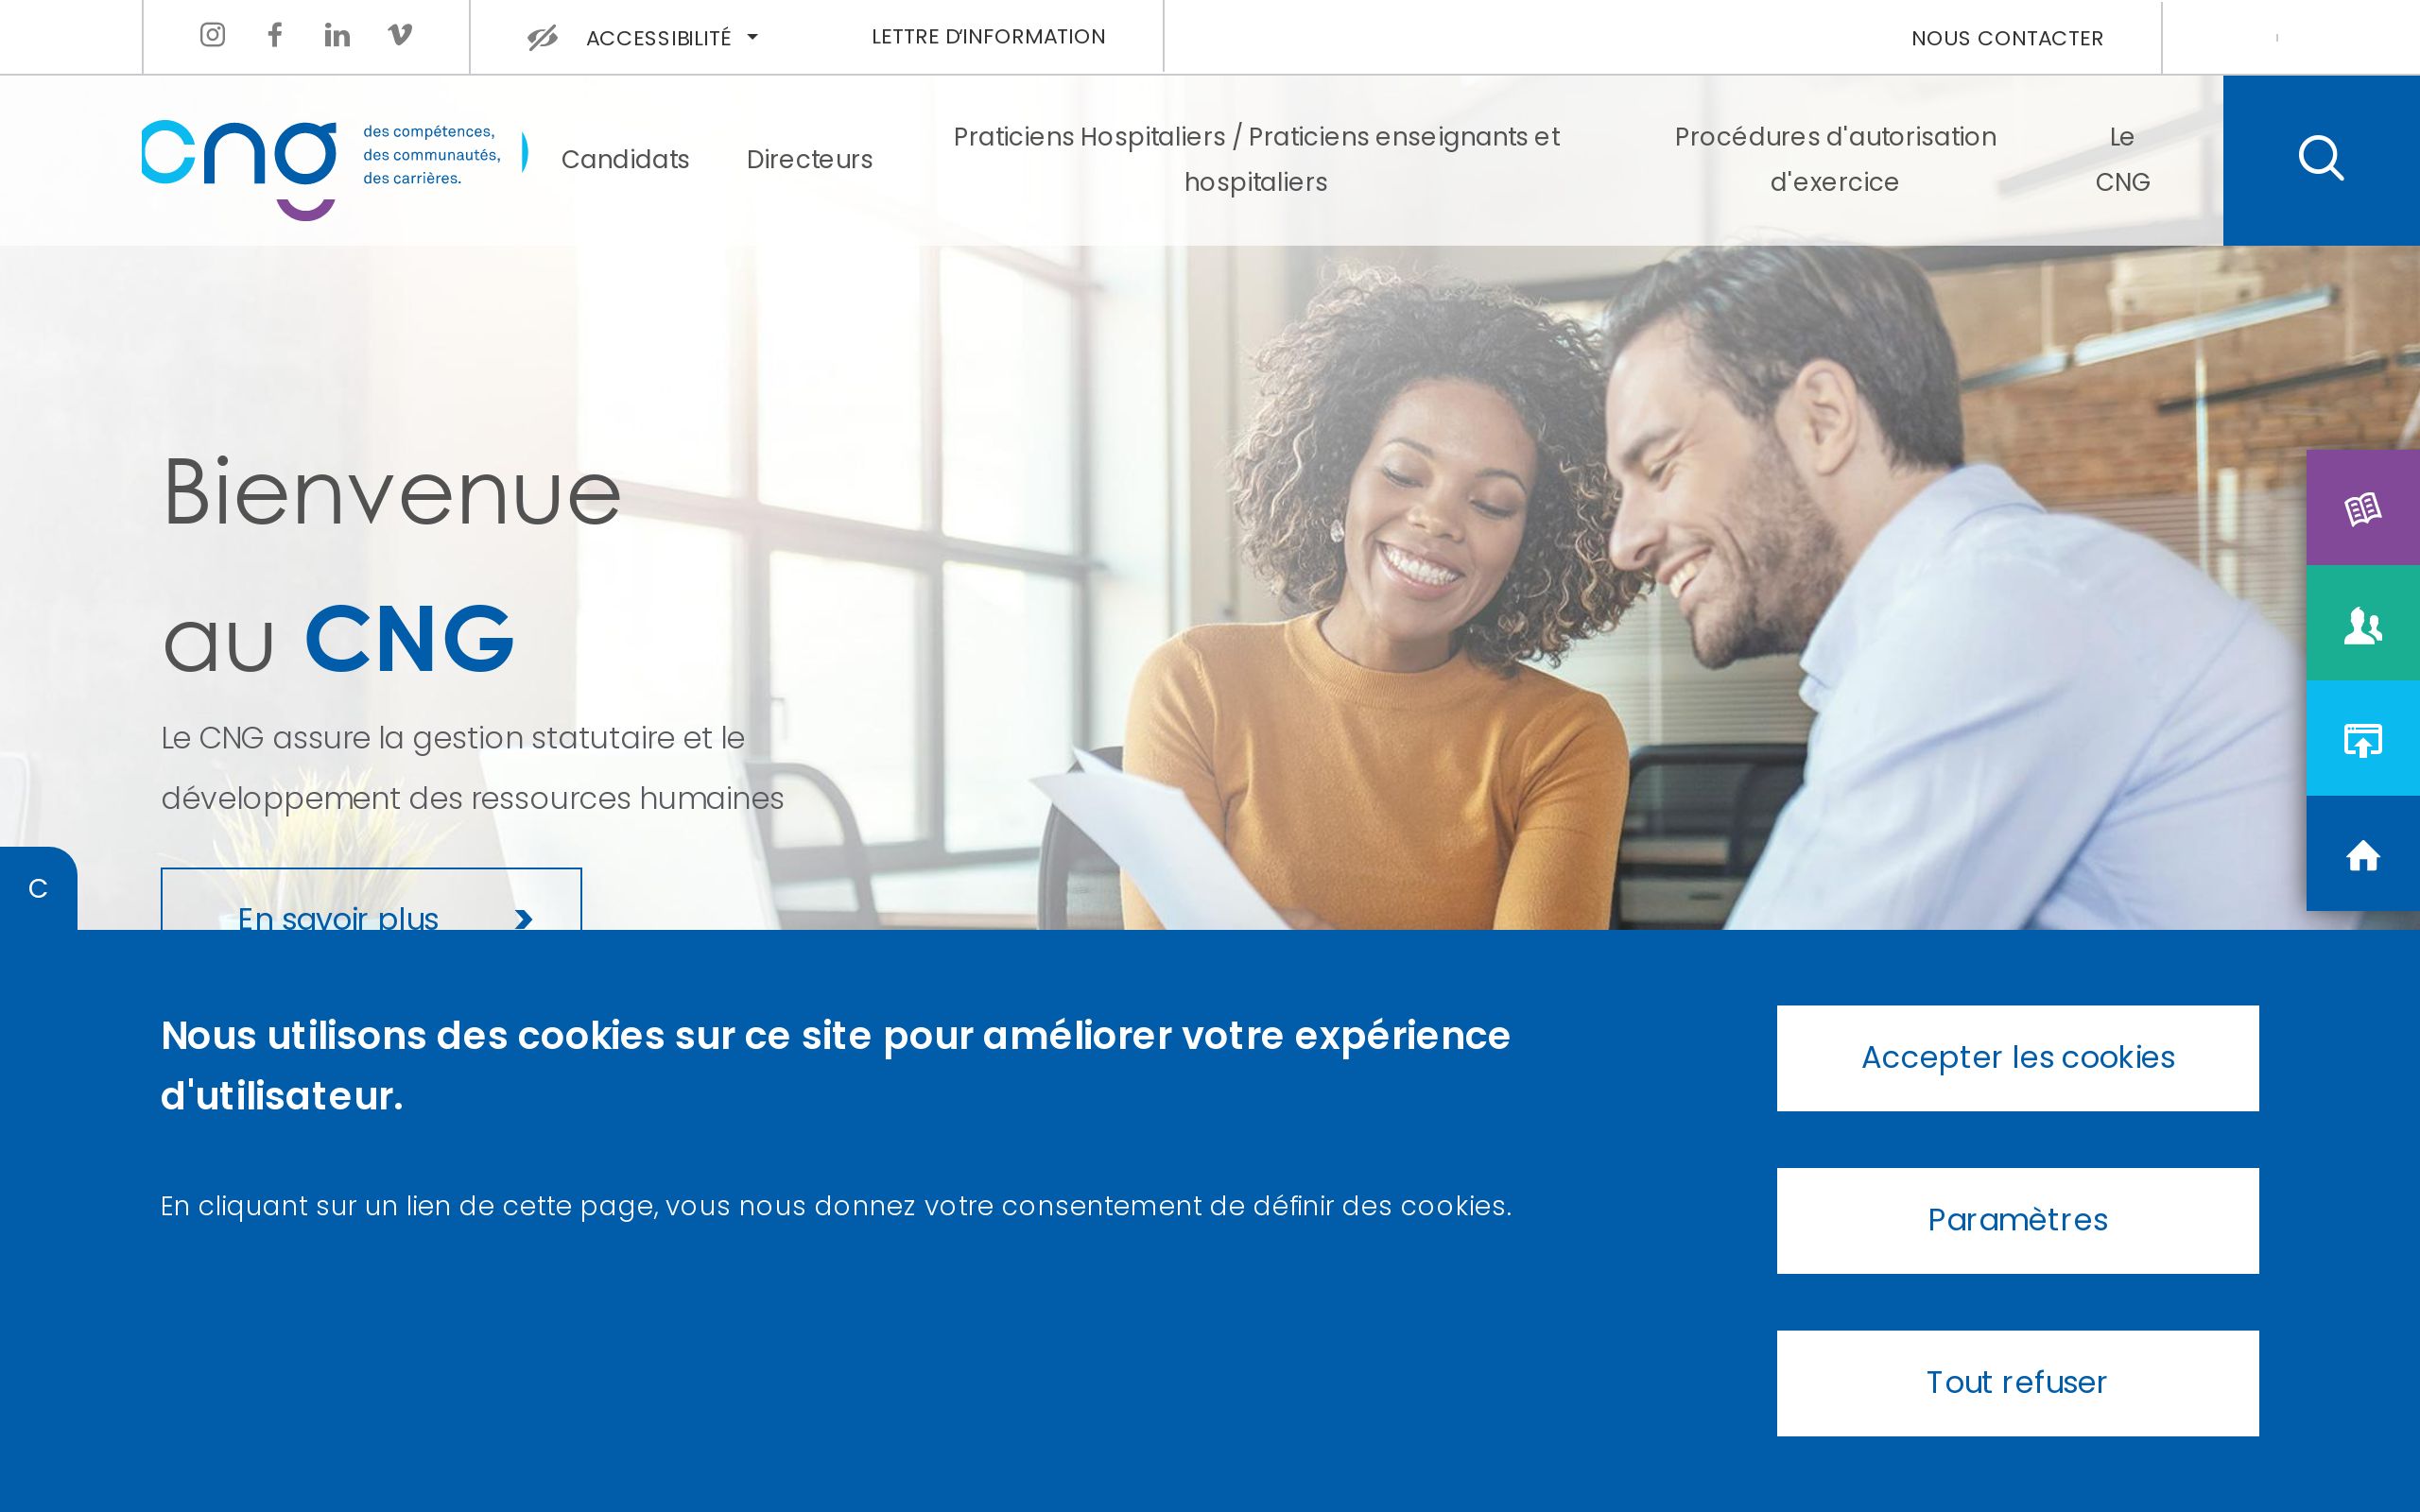 ACCESSIBILITÉ
LETTRE D'INFORMATION
NOUS CONTACTER
cng
des compétences,
des communautés,
des carrières.
Candidats
Directeurs
Praticiens Hospitaliers / Praticiens enseignants et
hospitaliers
Procédures d'autorisation
d'exercice
Le
CNG
Bienvenue
au CNG
Le CNG assure la gestion statutaire et le
développement des ressources humaines
C
En savoir plus
Nous utilisons des cookies sur ce site pour améliorer votre expérience
d'utilisateur.
En cliquant sur un lien de cette page, vous nous donnez votre consentement de définir des cookies.
Accepter les cookies
Paramètres
Tout refuser